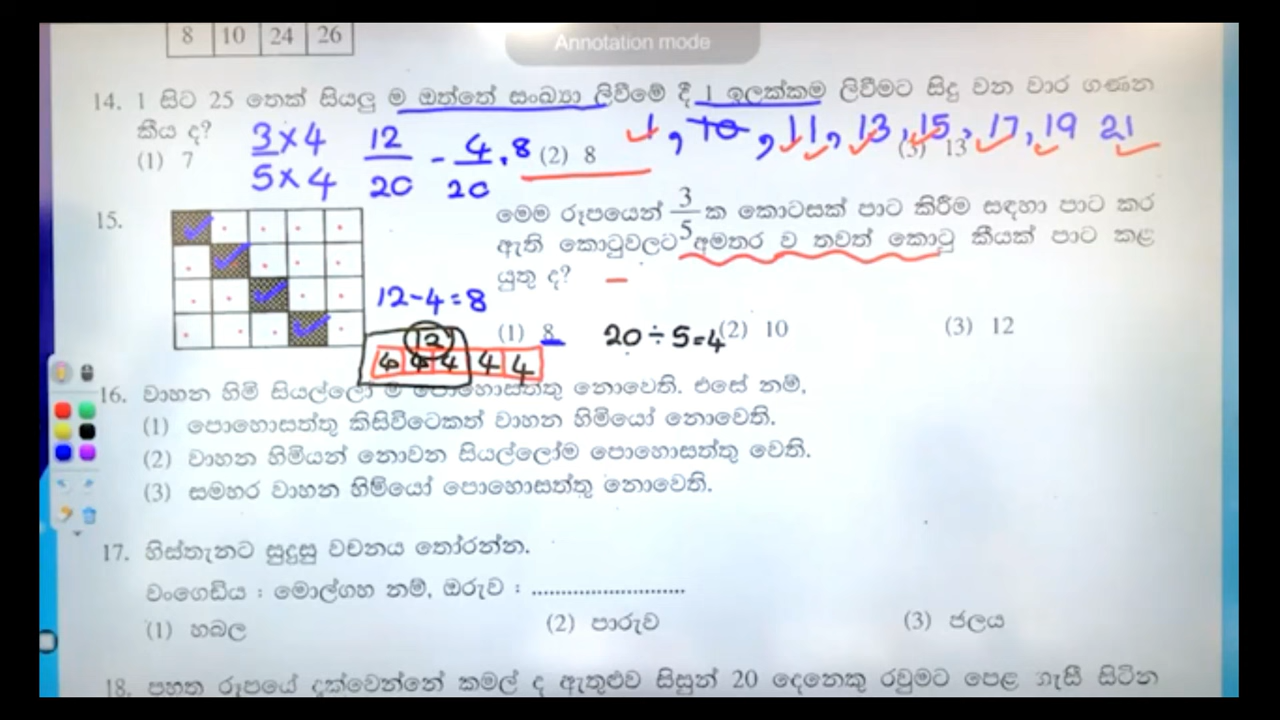 8 10 24 26
Annotation mode
14. 1 සිට 25 තෙක් සියලු ම ඔත්තේ සංඛ්‍යා ලිවීමේ දී 1 ඉලක්කම ලිවීමට සිදු වන වාර ගණන
කීය ද?
1, 10, 11, 13, 15, 17, 19 21
(1) 7 (2) 8 (3) 13
3×4 12 - 4 . 8
5×4 20 20
15. මෙම රූපයෙන් 3/5 ක කොටසක් පාට කිරීම සඳහා පාට කර
ඇති කොටුවලට අමතර ව තවත් කොටු කීයක් පාට කළ
යුතු ද?
12-4=8
(1) 8 20÷5=4 (2) 10 (3) 12
12
4 4 4 4 4
16. වාහන හිමි සියල්ලෝ ම පොහොසත්තු නොවෙති. එසේ නම්,
(1) පොහොසත්තු කිසිවිටෙකත් වාහන හිමියෝ නොවෙති.
(2) වාහන හිමියන් නොවන සියල්ලෝම පොහොසත්තු වෙති.
(3) සමහර වාහන හිමියෝ පොහොසත්තු නොවෙති.
17. හිස්තැනට සුදුසු වචනය තෝරන්න.
වංගෙඩිය : මොල්ගහ නම්, ඔරුව : ............................
(1) හබල (2) පාරුව (3) ජලය
18. පහත රූපයේ දැක්වෙන්නේ කමල් ද ඇතුළුව සිසුන් 20 දෙනෙකු රවුමට පෙළ ගැසී සිටින